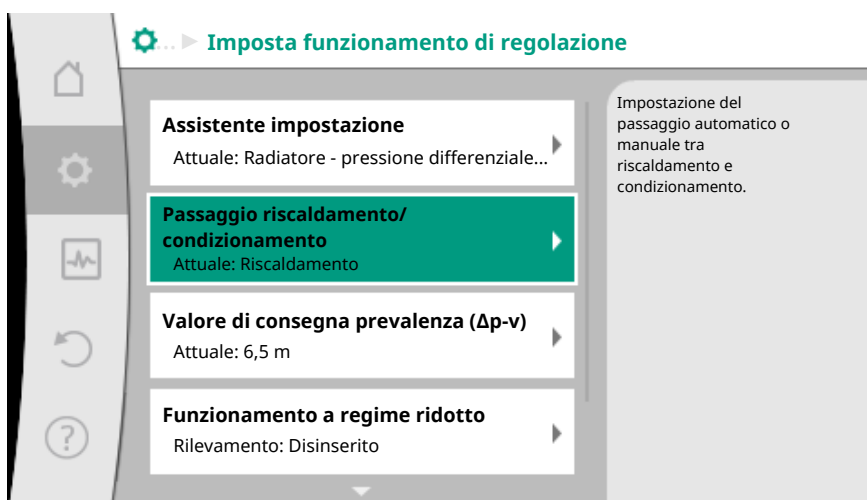 ... Imposta funzionamento di regolazione
Assistente impostazione
Attuale: Radiatore - pressione differenziale...
Passaggio riscaldamento/
condizionamento
Attuale: Riscaldamento
Valore di consegna prevalenza (Δp-v)
Attuale: 6,5 m
Funzionamento a regime ridotto
Rilevamento: Disinserito
Impostazione del
passaggio automatico o
manuale tra
riscaldamento e
condizionamento.
?